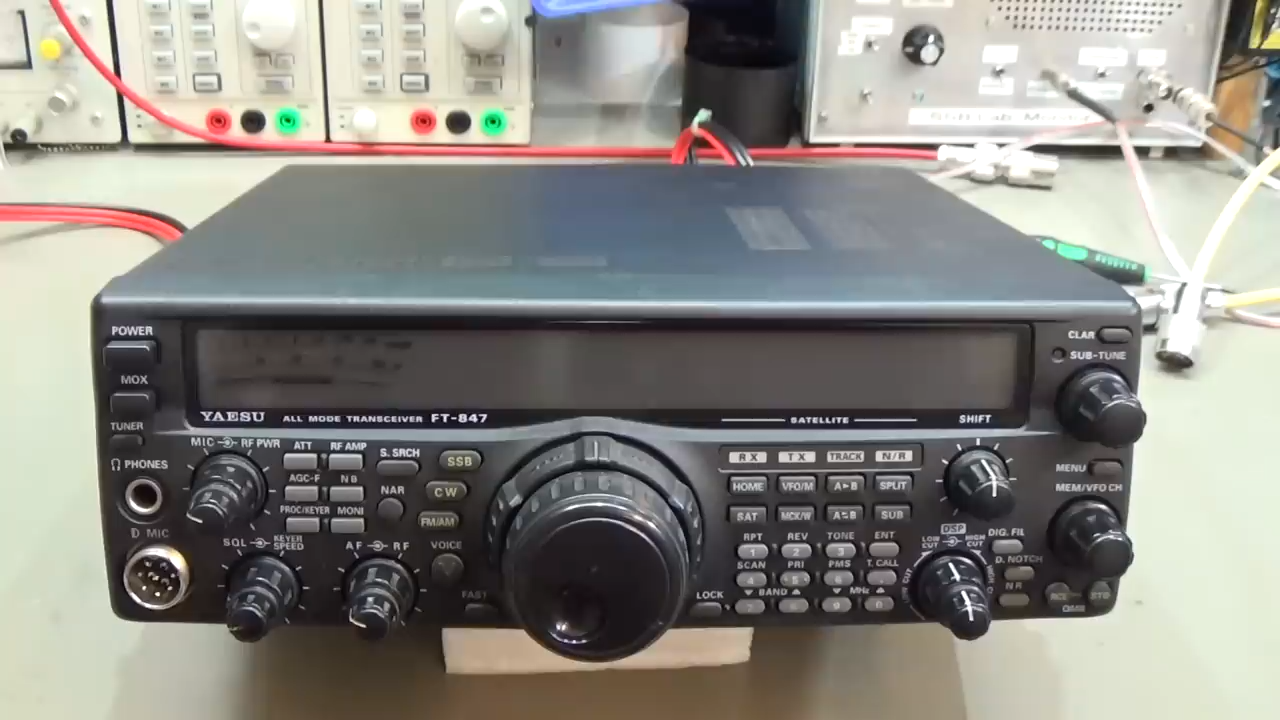 POWER
CLAR
SUB-TUNE
MOX
YAESU ALL MODE TRANSCEIVER FT-847
SATELLITE
SHIFT
TUNER
MIC RF PWR
ATT RF AMP
S. SRCH
SSB
RX TX TRACK N/R
PHONES
AGC-F NB
NAR
CW
HOME VFO/M A▶B SPLIT
MENU
MEM/VFO CH
PROC/KEYER MONI
FM/AM
SAT MCK/W SUB
D MIC
SQL KEYER SPEED
AF RF
VOICE
RPT REV TONE ENT
1 2 3
DSP
LOW CUT HIGH CUT
DIG. FIL
SCAN PRI PMS T. CALL
4 5 6
D. NOTCH
NR
FAST
LOCK
▼ BAND ▲ ▼ MHz ▲
7 8 9 0
RCL STO
QMB